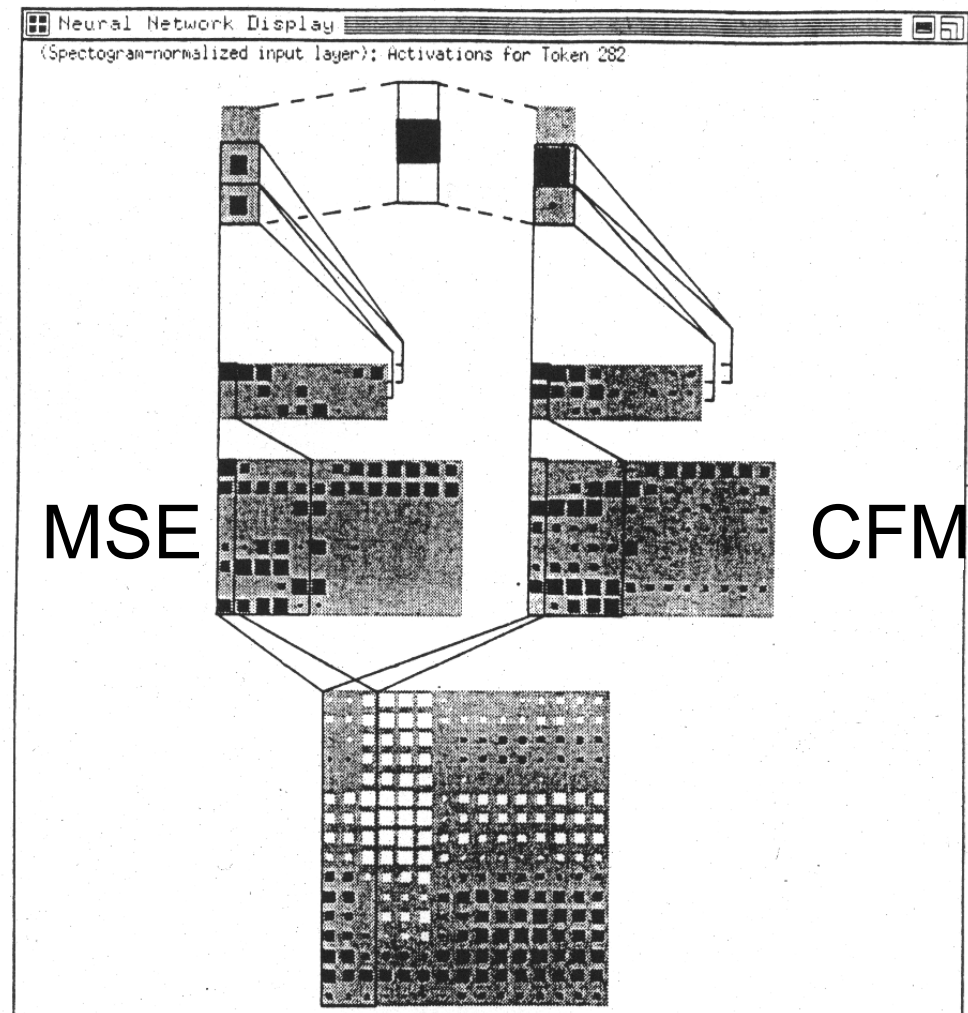 Neural Network Display
(Spectogram-normalized input layer): Activations for Token 282
MSE
CFM